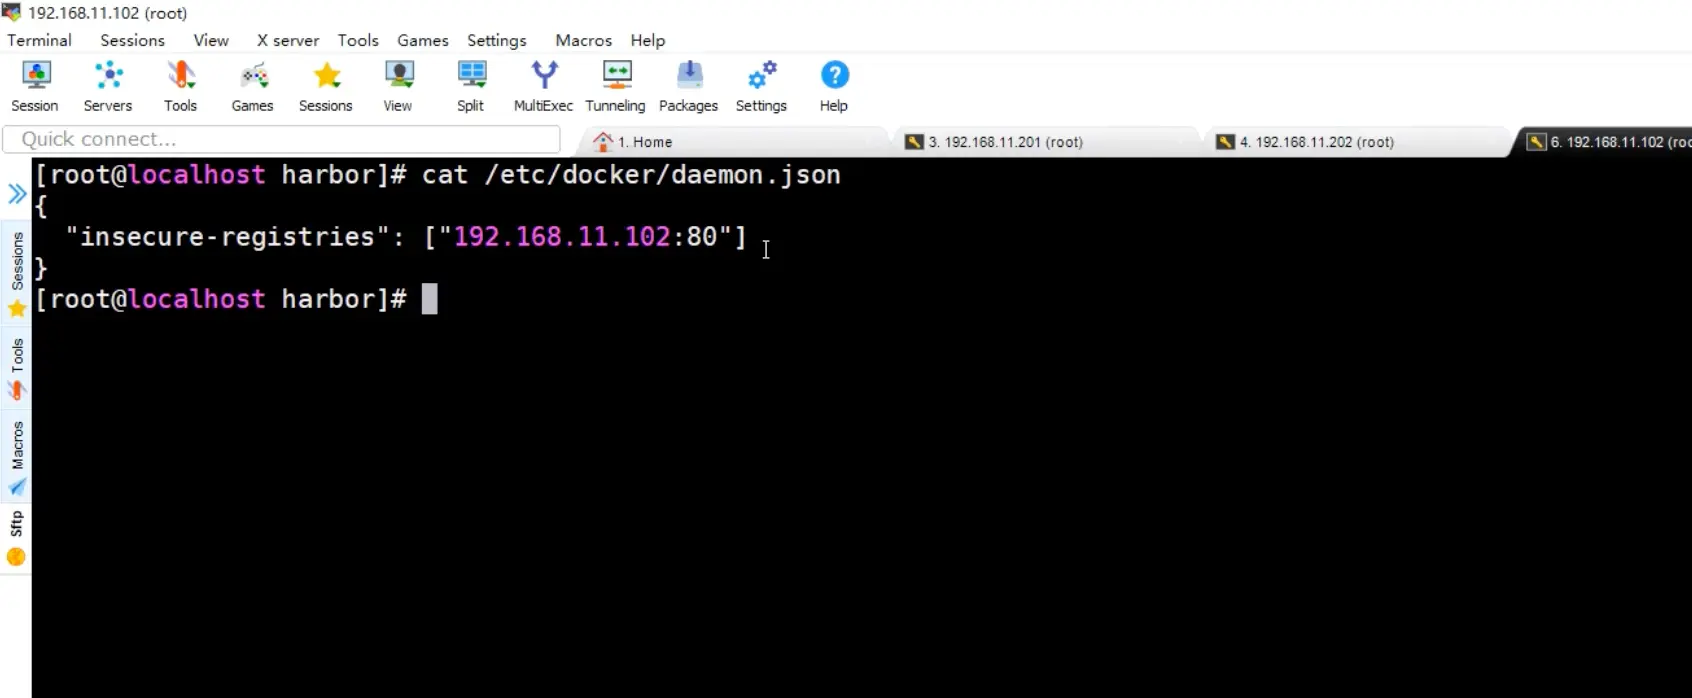 192.168.11.102 (root)
Terminal Sessions View X server Tools Games Settings Macros Help
Session Servers Tools Games Sessions View Split MultiExec Tunneling Packages Settings Help
Quick connect... 1. Home 3. 192.168.11.201 (root) 4. 192.168.11.202 (root) 6. 192.168.11.102 (roo
[root@localhost harbor]# cat /etc/docker/daemon.json
{
  "insecure-registries": ["192.168.11.102:80"]
}
[root@localhost harbor]#
Sessions
Tools
Macros
Sftp